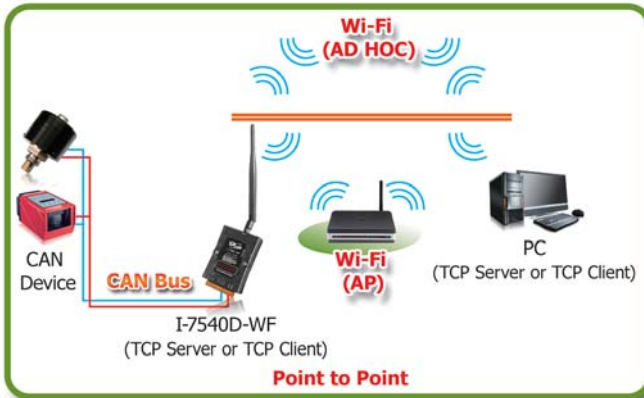 Wi-Fi
(AD HOC)
CAN
Device
CAN Bus
I-7540D-WF
(TCP Server or TCP Client)
Wi-Fi
(AP)
PC
(TCP Server or TCP Client)
Point to Point